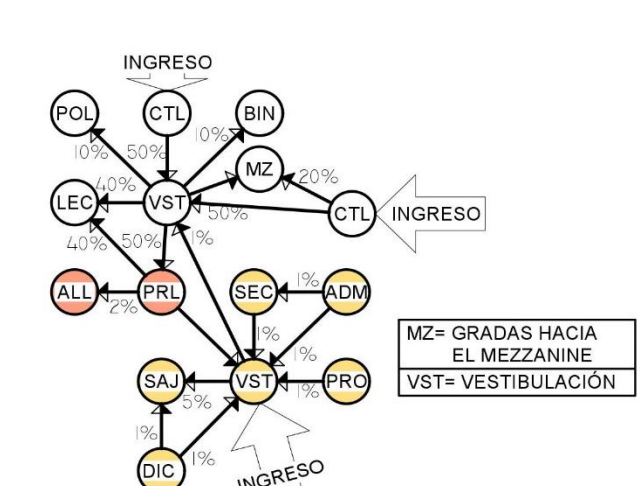 INGRESO
POL CTL BIN
10% 50% 10%
MZ
20%
40%
LEC VST 50% CTL INGRESO
40% 50% 1%
ALL PRL SEC 1% ADM
2%
1%
1%
MZ= GRADAS HACIA
EL MEZZANINE
VST= VESTIBULACIÓN
SAJ VST PRO
5% 1%
1%
1%
DIC
INGRESO